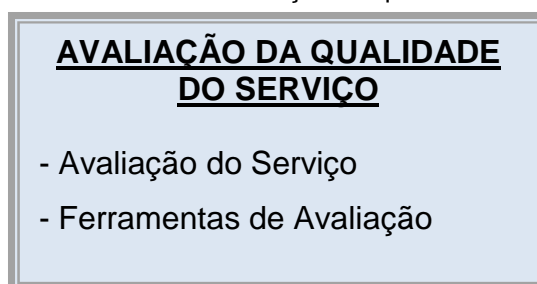 AVALIAÇÃO DA QUALIDADE
DO SERVIÇO
- Avaliação do Serviço
- Ferramentas de Avaliação